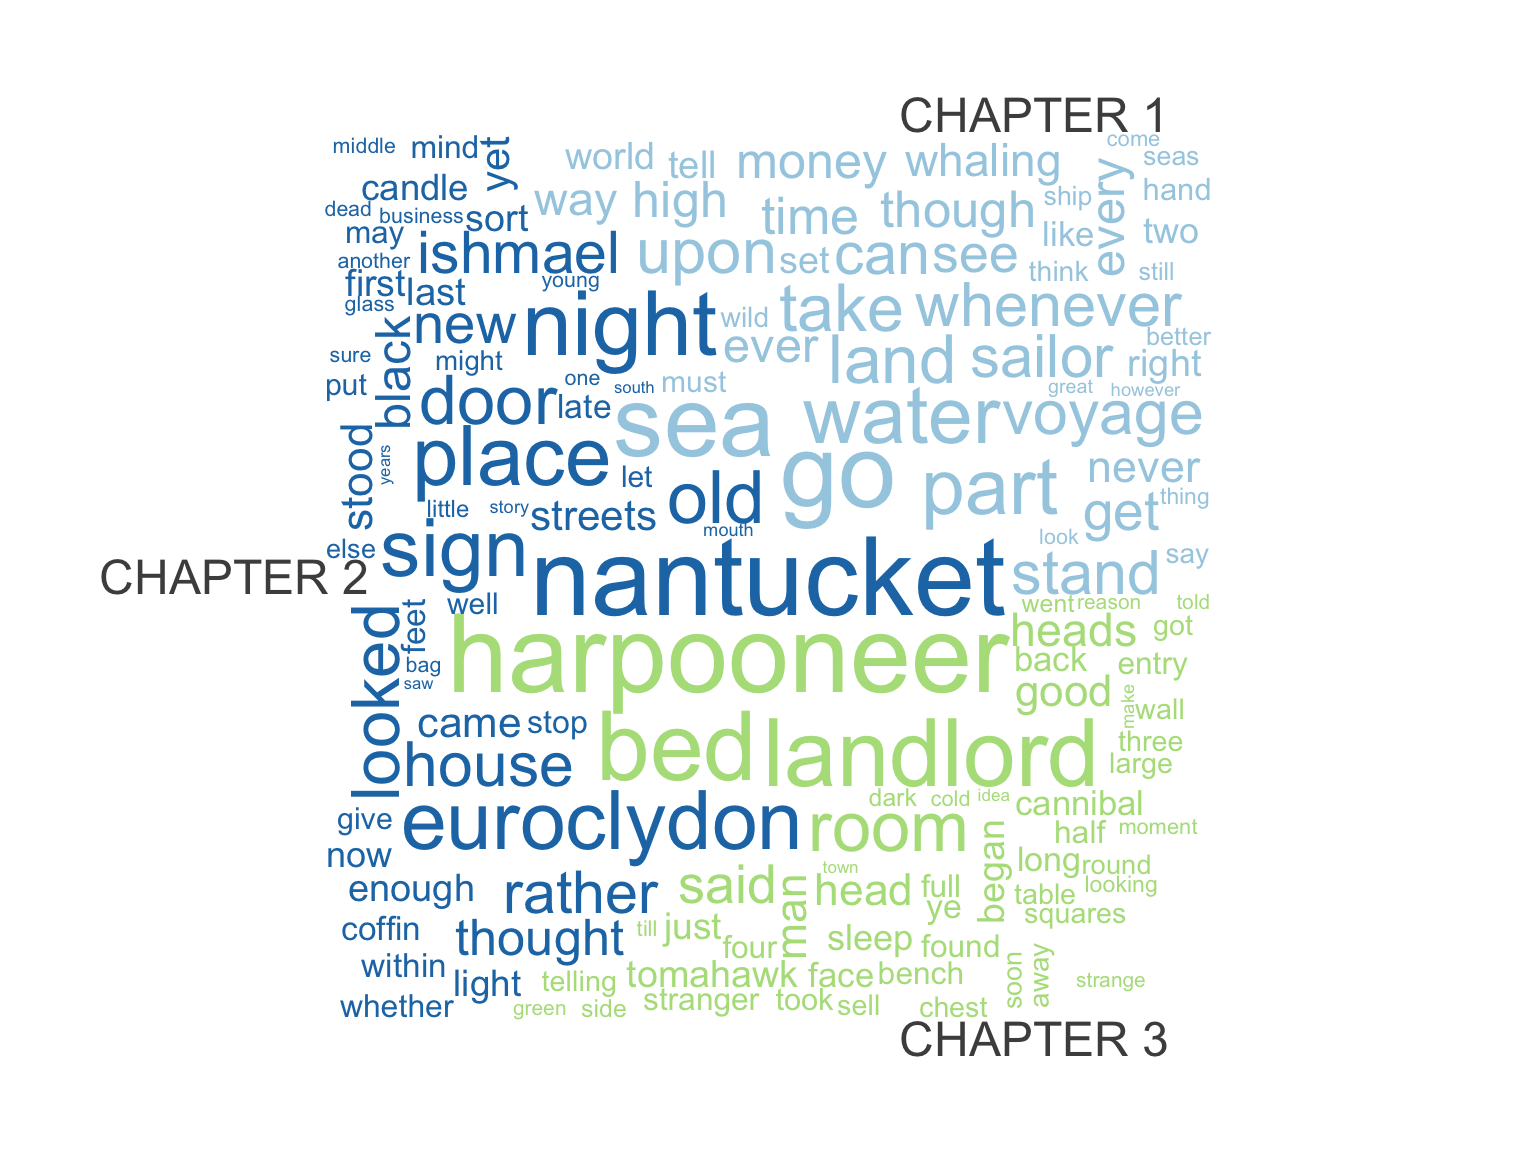 CHAPTER 1
middle mind yet world tell money whaling come seas
candle way high time though ship every hand
dead business sort
may ishmael upon set can see like two
another think still
first last young
glass new night wild take whenever
black ever land sailor better right
sure might
put door late one south must great however
sea water voyage
stood years place let old go part never
get thing
little story streets mouth look
else sign nantucket stand say
CHAPTER 2
looked feet well went reason told
harpooneer heads got
bag back entry
saw good make wall
came stop bed landlord three
house large
give euroclydon room dark cold idea cannibal
now half moment
began long round
enough rather said man town head full table looking
ye squares
coffin thought till just four sleep found
within light telling tomahawk face bench soon away strange
whether green side stranger took sell chest
CHAPTER 3